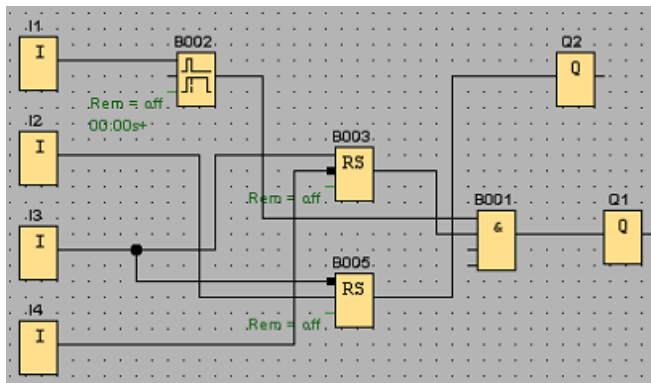 I1
I
B002
Rem = off
00:00s+
Q2
Q
I2
I
B003
RS
Rem = off
B001
&
Q1
Q
I3
I
B005
RS
Rem = off
I4
I